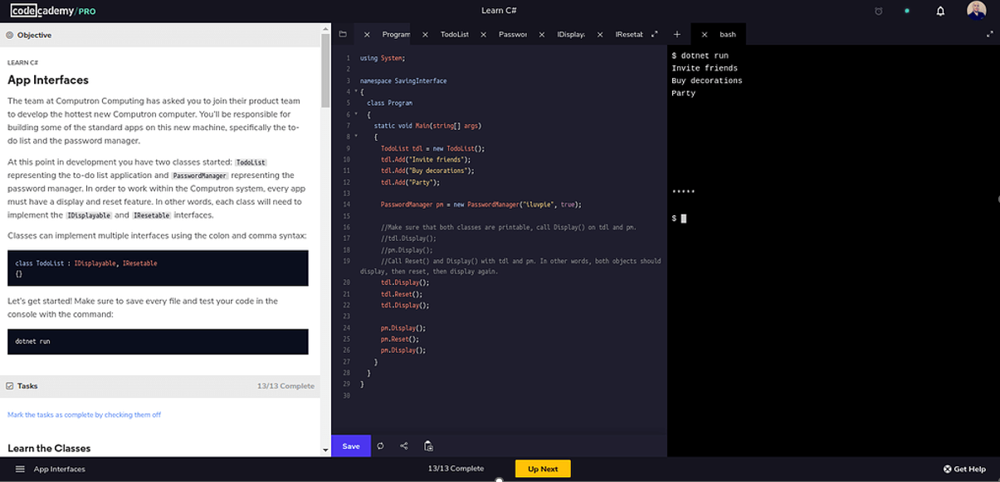 codecademy/PRO
Learn C#
Objective
LEARN C#
App Interfaces
The team at Computron Computing has asked you to join their product team
to develop the hottest new Computron computer. You'll be responsible for
building some of the standard apps on this new machine, specifically the to-
do list and the password manager.
At this point in development you have two classes started: TodoList
representing the to-do list application and PasswordManager representing the
password manager. In order to work within the Computron system, every app
must have a display and reset feature. In other words, each class will need to
implement the IDisplayable and IResetable interfaces.
Classes can implement multiple interfaces using the colon and comma syntax:
class TodoList : IDisplayable, IResetable
{}
Let's get started! Make sure to save every file and test your code in the
console with the command:
dotnet run
Tasks
13/13 Complete
Mark the tasks as complete by checking them off
Learn the Classes
Program
TodoList
Passwor
IDisplay
IResetab
1 using System;
2
3 namespace SavingInterface
4 {
5 class Program
6 {
7 static void Main(string[] args)
8 {
9 TodoList tdl = new TodoList();
10 tdl.Add("Invite friends");
11 tdl.Add("Buy decorations");
12 tdl.Add("Party");
13
14 PasswordManager pm = new PasswordManager("iluvpie", true);
15
16 //Make sure that both classes are printable, call Display() on tdl and pm.
17 //tdl.Display();
18 //pm.Display();
19 //Call Reset() and Display() with tdl and pm. In other words, both objects should
display, then reset, then display again.
20 tdl.Display();
21 tdl.Reset();
22 tdl.Display();
23
24 pm.Display();
25 pm.Reset();
26 pm.Display();
27 }
28 }
29 }
30
Save
bash
$ dotnet run
Invite friends
Buy decorations
Party
*****
$
App Interfaces
13/13 Complete
Up Next
Get Help